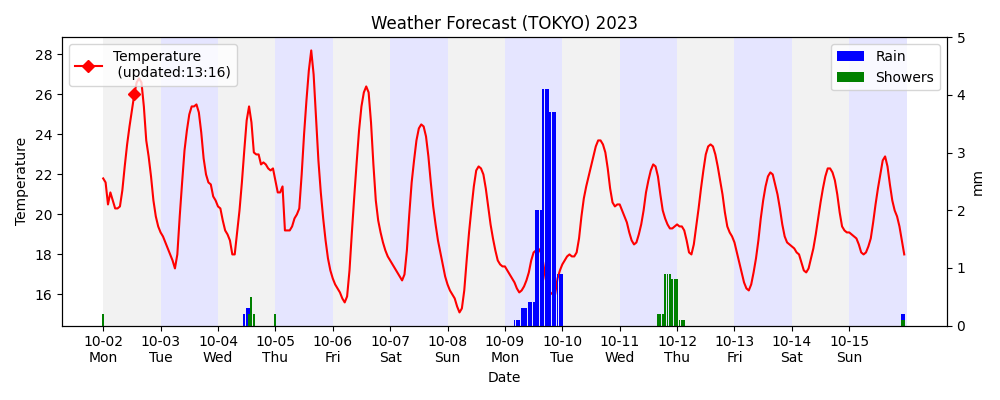 Weather Forecast (TOKYO) 2023
Temperature
(updated:13:16)
Rain
Showers
Temperature
28
26
24
22
20
18
16
5
4
3
2
1
0
mm
10-02 10-03 10-04 10-05 10-06 10-07 10-08 10-09 10-10 10-11 10-12 10-13 10-14 10-15
Mon Tue Wed Thu Fri Sat Sun Mon Tue Wed Thu Fri Sat Sun
Date